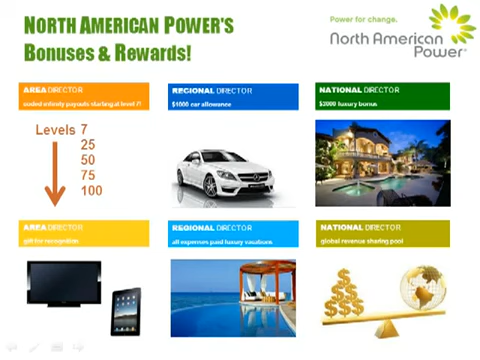 NORTH AMERICAN POWER'S
Bonuses & Rewards!
Power for change.
North American
Power
AREA DIRECTOR
coded infinity payouts starting at level 7!
REGIONAL DIRECTOR
$1000 car allowance
NATIONAL DIRECTOR
$3000 luxury bonus
Levels 7
25
50
75
100
AREA DIRECTOR
gift for recognition
REGIONAL DIRECTOR
all expenses paid luxury vacations
NATIONAL DIRECTOR
global revenue sharing pool